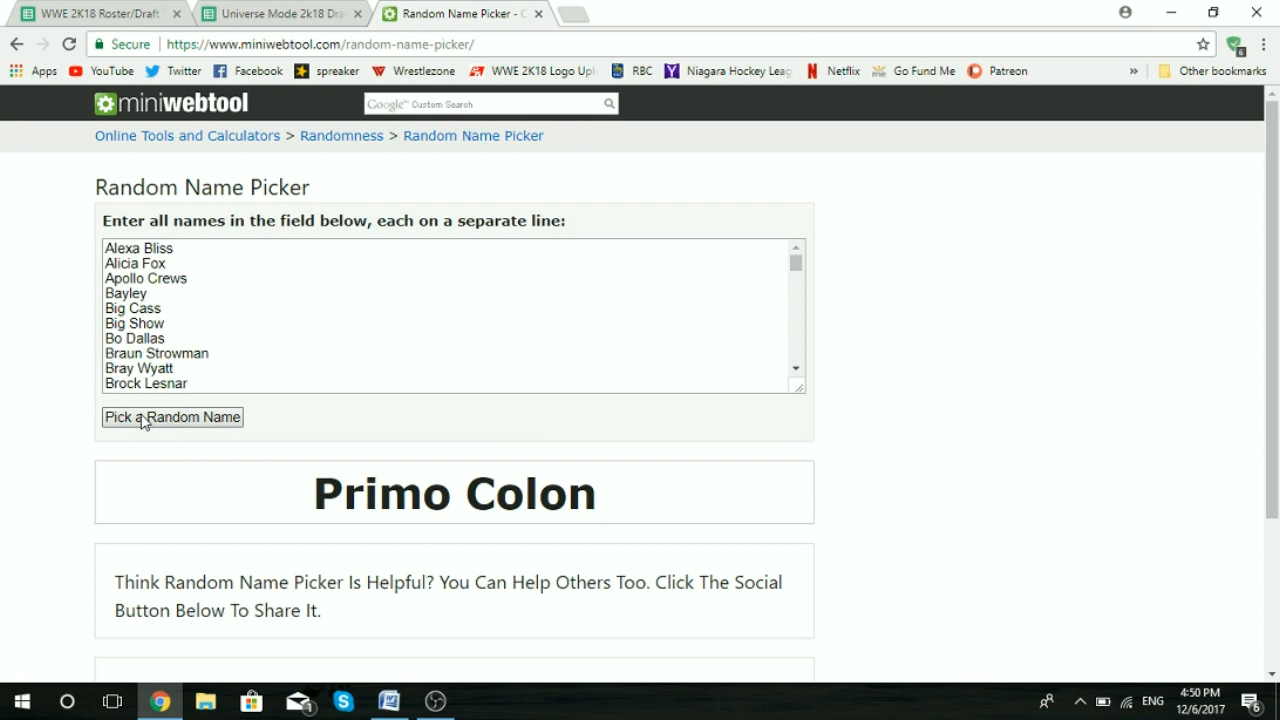 WWE 2K18 Roster/Draft
Universe Mode 2k18 Dra
Random Name Picker - C
Secure
https://www.miniwebtool.com/random-name-picker/
6
Apps
YouTube
Twitter
Facebook
spreaker
Wrestlezone
WWE 2K18 Logo Upl
RBC
Niagara Hockey Leag
Netflix
Go Fund Me
Patreon
»
Other bookmarks
miniwebtool
Google™ Custom Search
Online Tools and Calculators > Randomness > Random Name Picker
Random Name Picker
Enter all names in the field below, each on a separate line:
Alexa Bliss
Alicia Fox
Apollo Crews
Bayley
Big Cass
Big Show
Bo Dallas
Braun Strowman
Bray Wyatt
Brock Lesnar
Pick a Random Name
Primo Colon
Think Random Name Picker Is Helpful? You Can Help Others Too. Click The Social
Button Below To Share It.
1
ENG
4:50 PM
12/6/2017
6